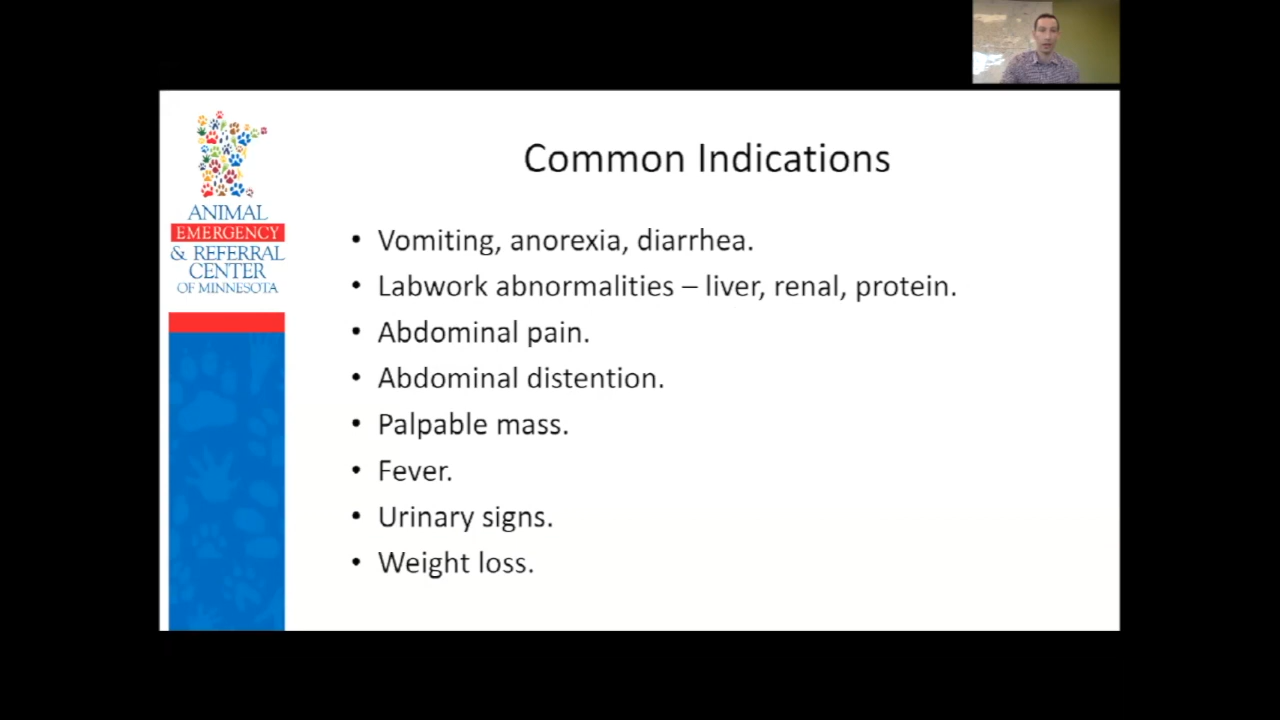 ANIMAL
EMERGENCY
& REFERRAL
CENTER
OF MINNESOTA
Common Indications
• Vomiting, anorexia, diarrhea.
• Labwork abnormalities – liver, renal, protein.
• Abdominal pain.
• Abdominal distention.
• Palpable mass.
• Fever.
• Urinary signs.
• Weight loss.